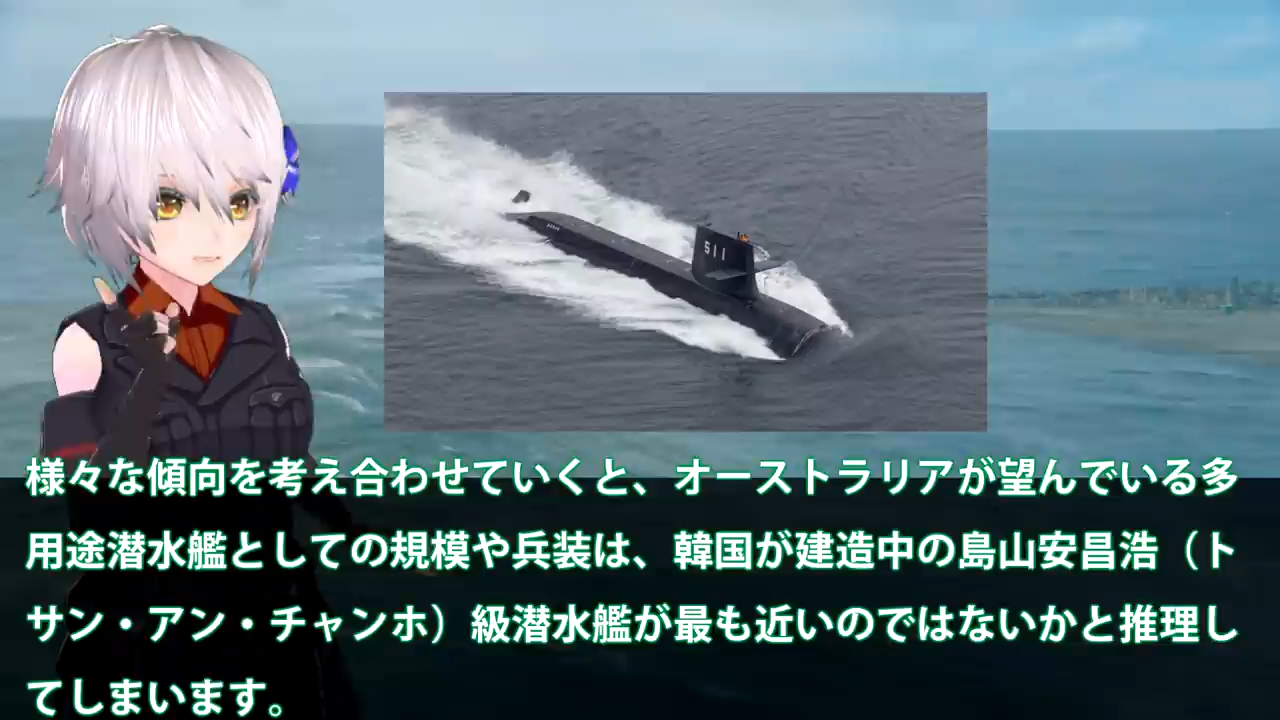 511
様々な傾向を考え合わせていくと、オーストラリアが望んでいる多
用途潜水艦としての規模や兵装は、韓国が建造中の島山安昌浩（ト
サン・アン・チャンホ）級潜水艦が最も近いのではないかと推理し
てしまいます。